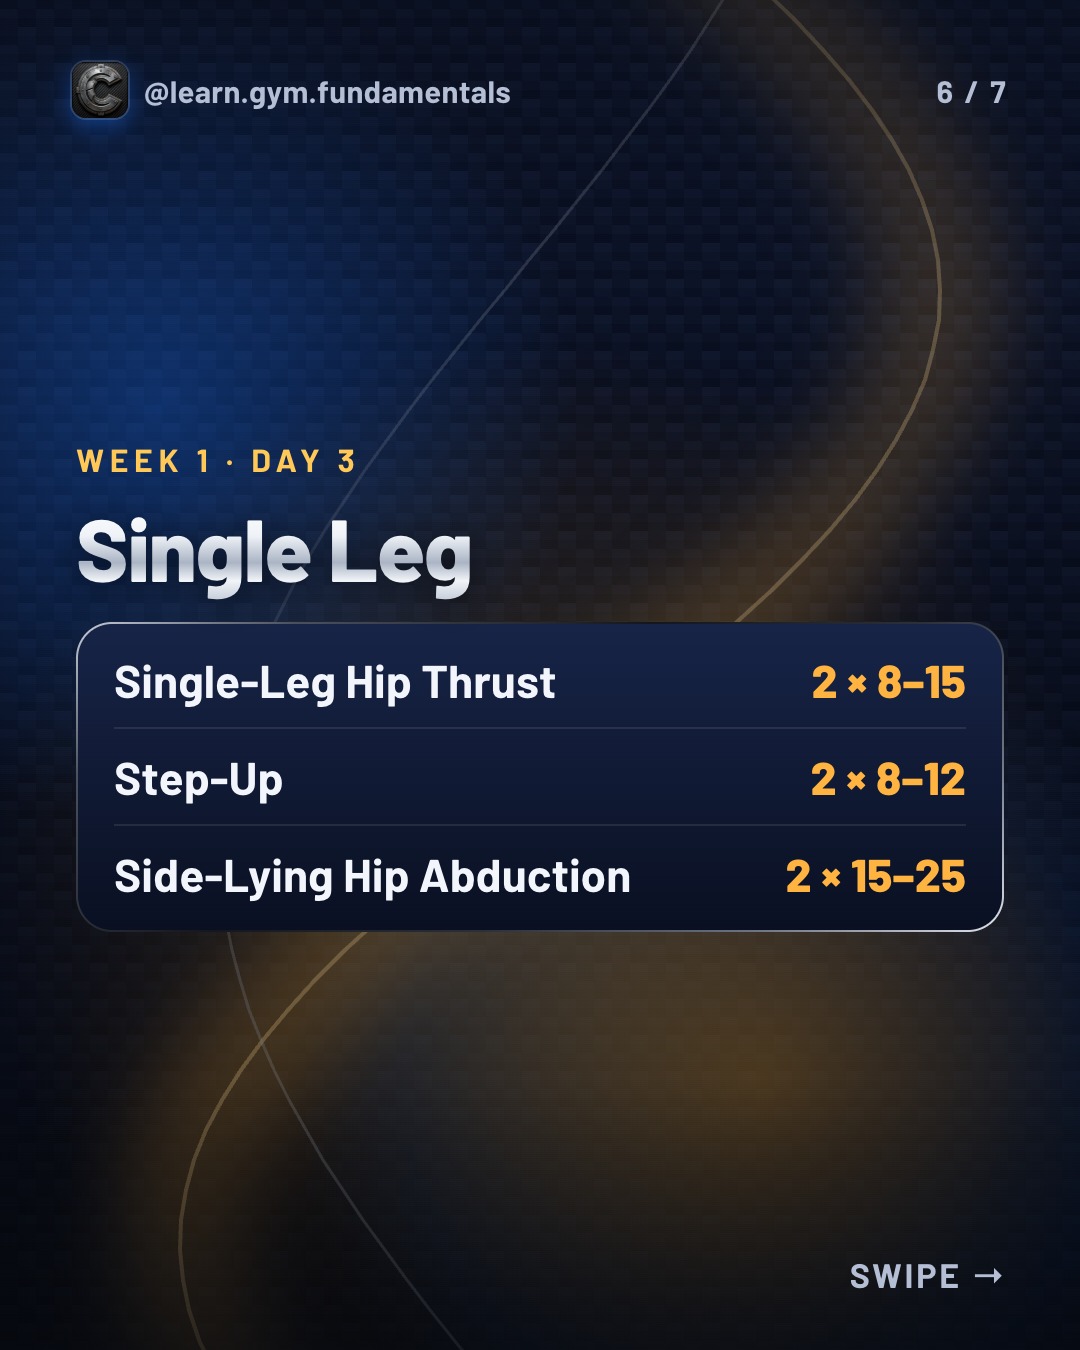 @learn.gym.fundamentals
6 / 7
WEEK 1 · DAY 3
Single Leg
Single-Leg Hip Thrust 2 × 8–15
Step-Up 2 × 8–12
Side-Lying Hip Abduction 2 × 15–25
SWIPE →